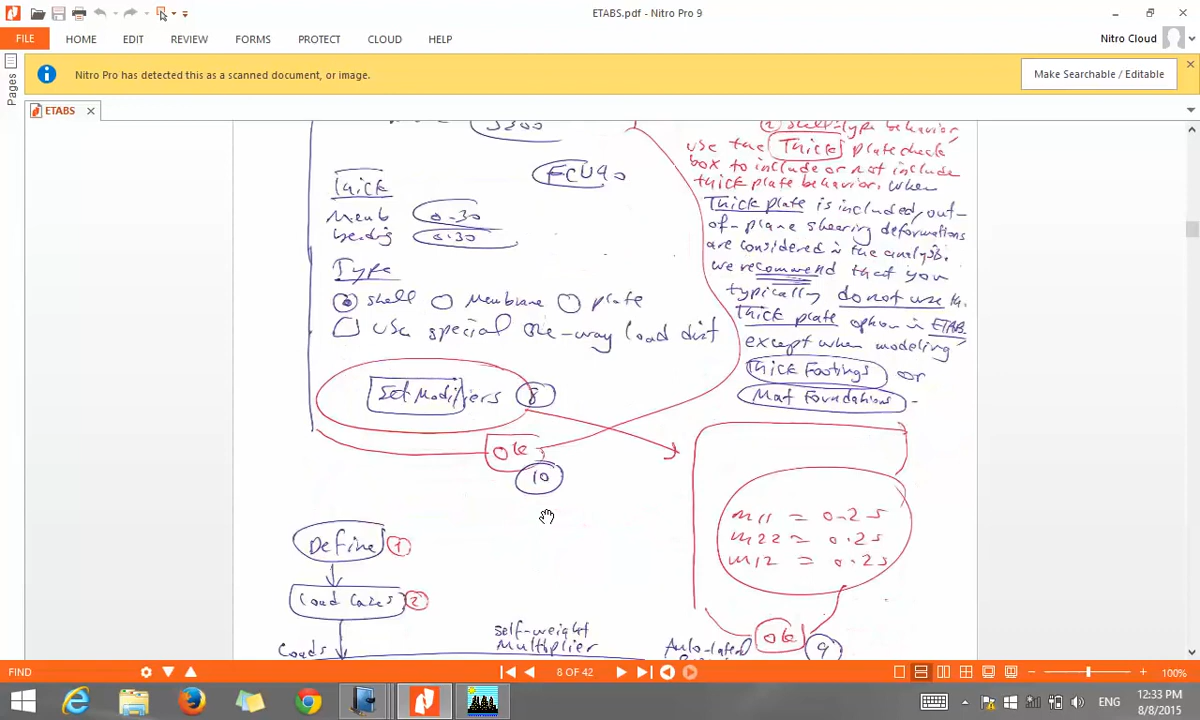 ETABS.pdf - Nitro Pro 9
FILE HOME EDIT REVIEW FORMS PROTECT CLOUD HELP
Nitro Cloud
Nitro Pro has detected this as a scanned document, or image.
Make Searchable / Editable
Pages
ETABS
Thick
Memb 0.30
bending 0.30
Type
shell Membrane plate
use special one-way load dist
Set Modifiers 8
ok
10
Define 1
Load Cases 2
Loads
self-weight
Multiplier
2 shell-type behavior
use the Thick plate check
box to include or not include
thick plate behavior. when
Thick plate is included, out-
of-plane shearing deformations
are considered in the analysis.
we recommend that you
typically do not use the
Thick plate option in ETAB
except when modeling
Thick Footings or
Mat Foundations -
m11 = 0.25
m22 = 0.25
m12 = 0.25
ok 9
FIND
8 OF 42
100%
ENG
12:33 PM
8/8/2015